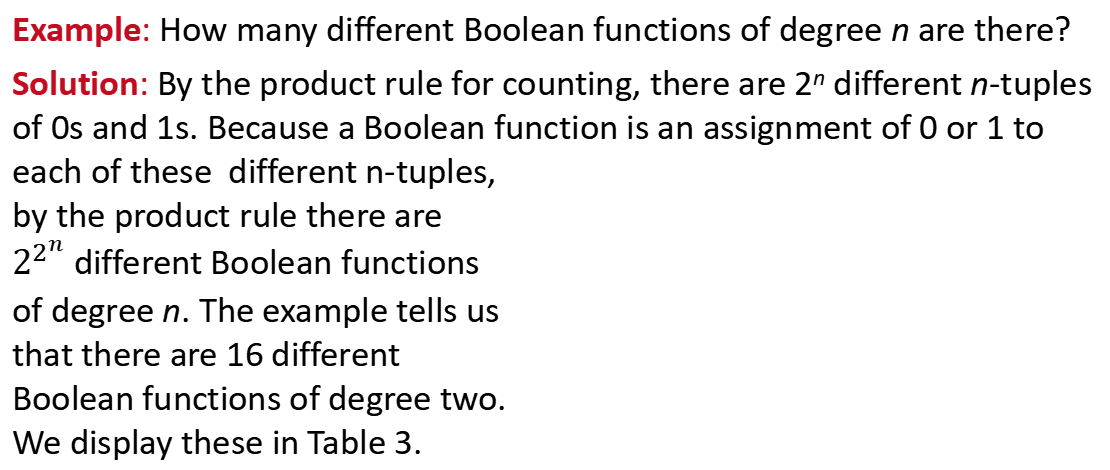 Example: How many different Boolean functions of degree n are there?
Solution: By the product rule for counting, there are 2ⁿ different n-tuples
of 0s and 1s. Because a Boolean function is an assignment of 0 or 1 to
each of these  different n-tuples,
by the product rule there are
2^{2^n} different Boolean functions
of degree n. The example tells us
that there are 16 different
Boolean functions of degree two.
We display these in Table 3.